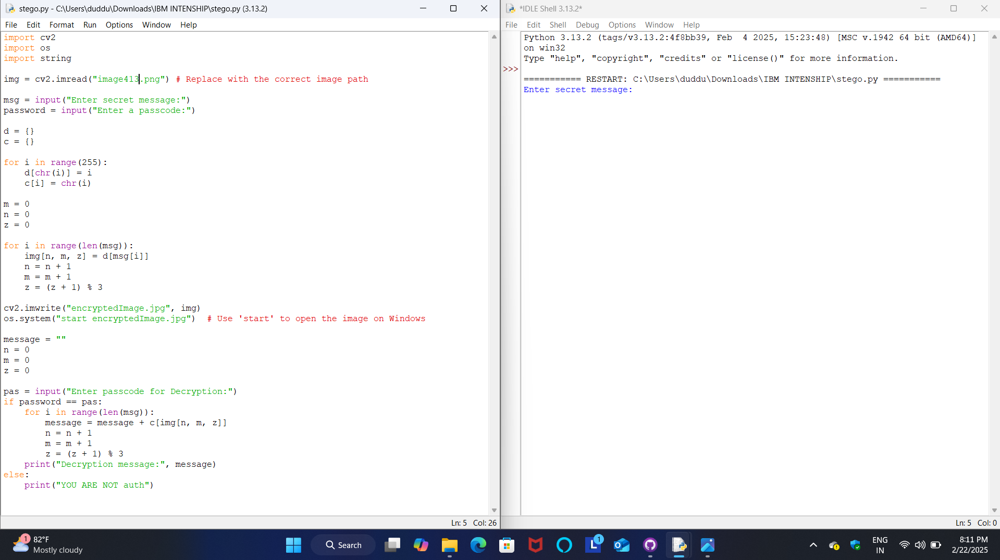 stego.py - C:\Users\duddu\Downloads\IBM INTENSHIP\stego.py (3.13.2)
File Edit Format Run Options Window Help
import cv2
import os
import string
img = cv2.imread("image413.png") # Replace with the correct image path
msg = input("Enter secret message:")
password = input("Enter a passcode:")
d = {}
c = {}
for i in range(255):
    d[chr(i)] = i
    c[i] = chr(i)
m = 0
n = 0
z = 0
for i in range(len(msg)):
    img[n, m, z] = d[msg[i]]
    n = n + 1
    m = m + 1
    z = (z + 1) % 3
cv2.imwrite("encryptedImage.jpg", img)
os.system("start encryptedImage.jpg")  # Use 'start' to open the image on Windows
message = ""
n = 0
m = 0
z = 0
pas = input("Enter passcode for Decryption:")
if password == pas:
    for i in range(len(msg)):
        message = message + c[img[n, m, z]]
        n = n + 1
        m = m + 1
        z = (z + 1) % 3
    print("Decryption message:", message)
else:
    print("YOU ARE NOT auth")
Ln: 5 Col: 26
*IDLE Shell 3.13.2*
File Edit Shell Debug Options Window Help
Python 3.13.2 (tags/v3.13.2:4f8bb39, Feb  4 2025, 15:23:48) [MSC v.1942 64 bit (AMD64)]
on win32
Type "help", "copyright", "credits" or "license()" for more information.
>>>
=========== RESTART: C:\Users\duddu\Downloads\IBM INTENSHIP\stego.py ===========
Enter secret message:
Ln: 5 Col: 0
1
82°F
Mostly cloudy
Search
L
1
ENG
IN
8:11 PM
2/22/2025